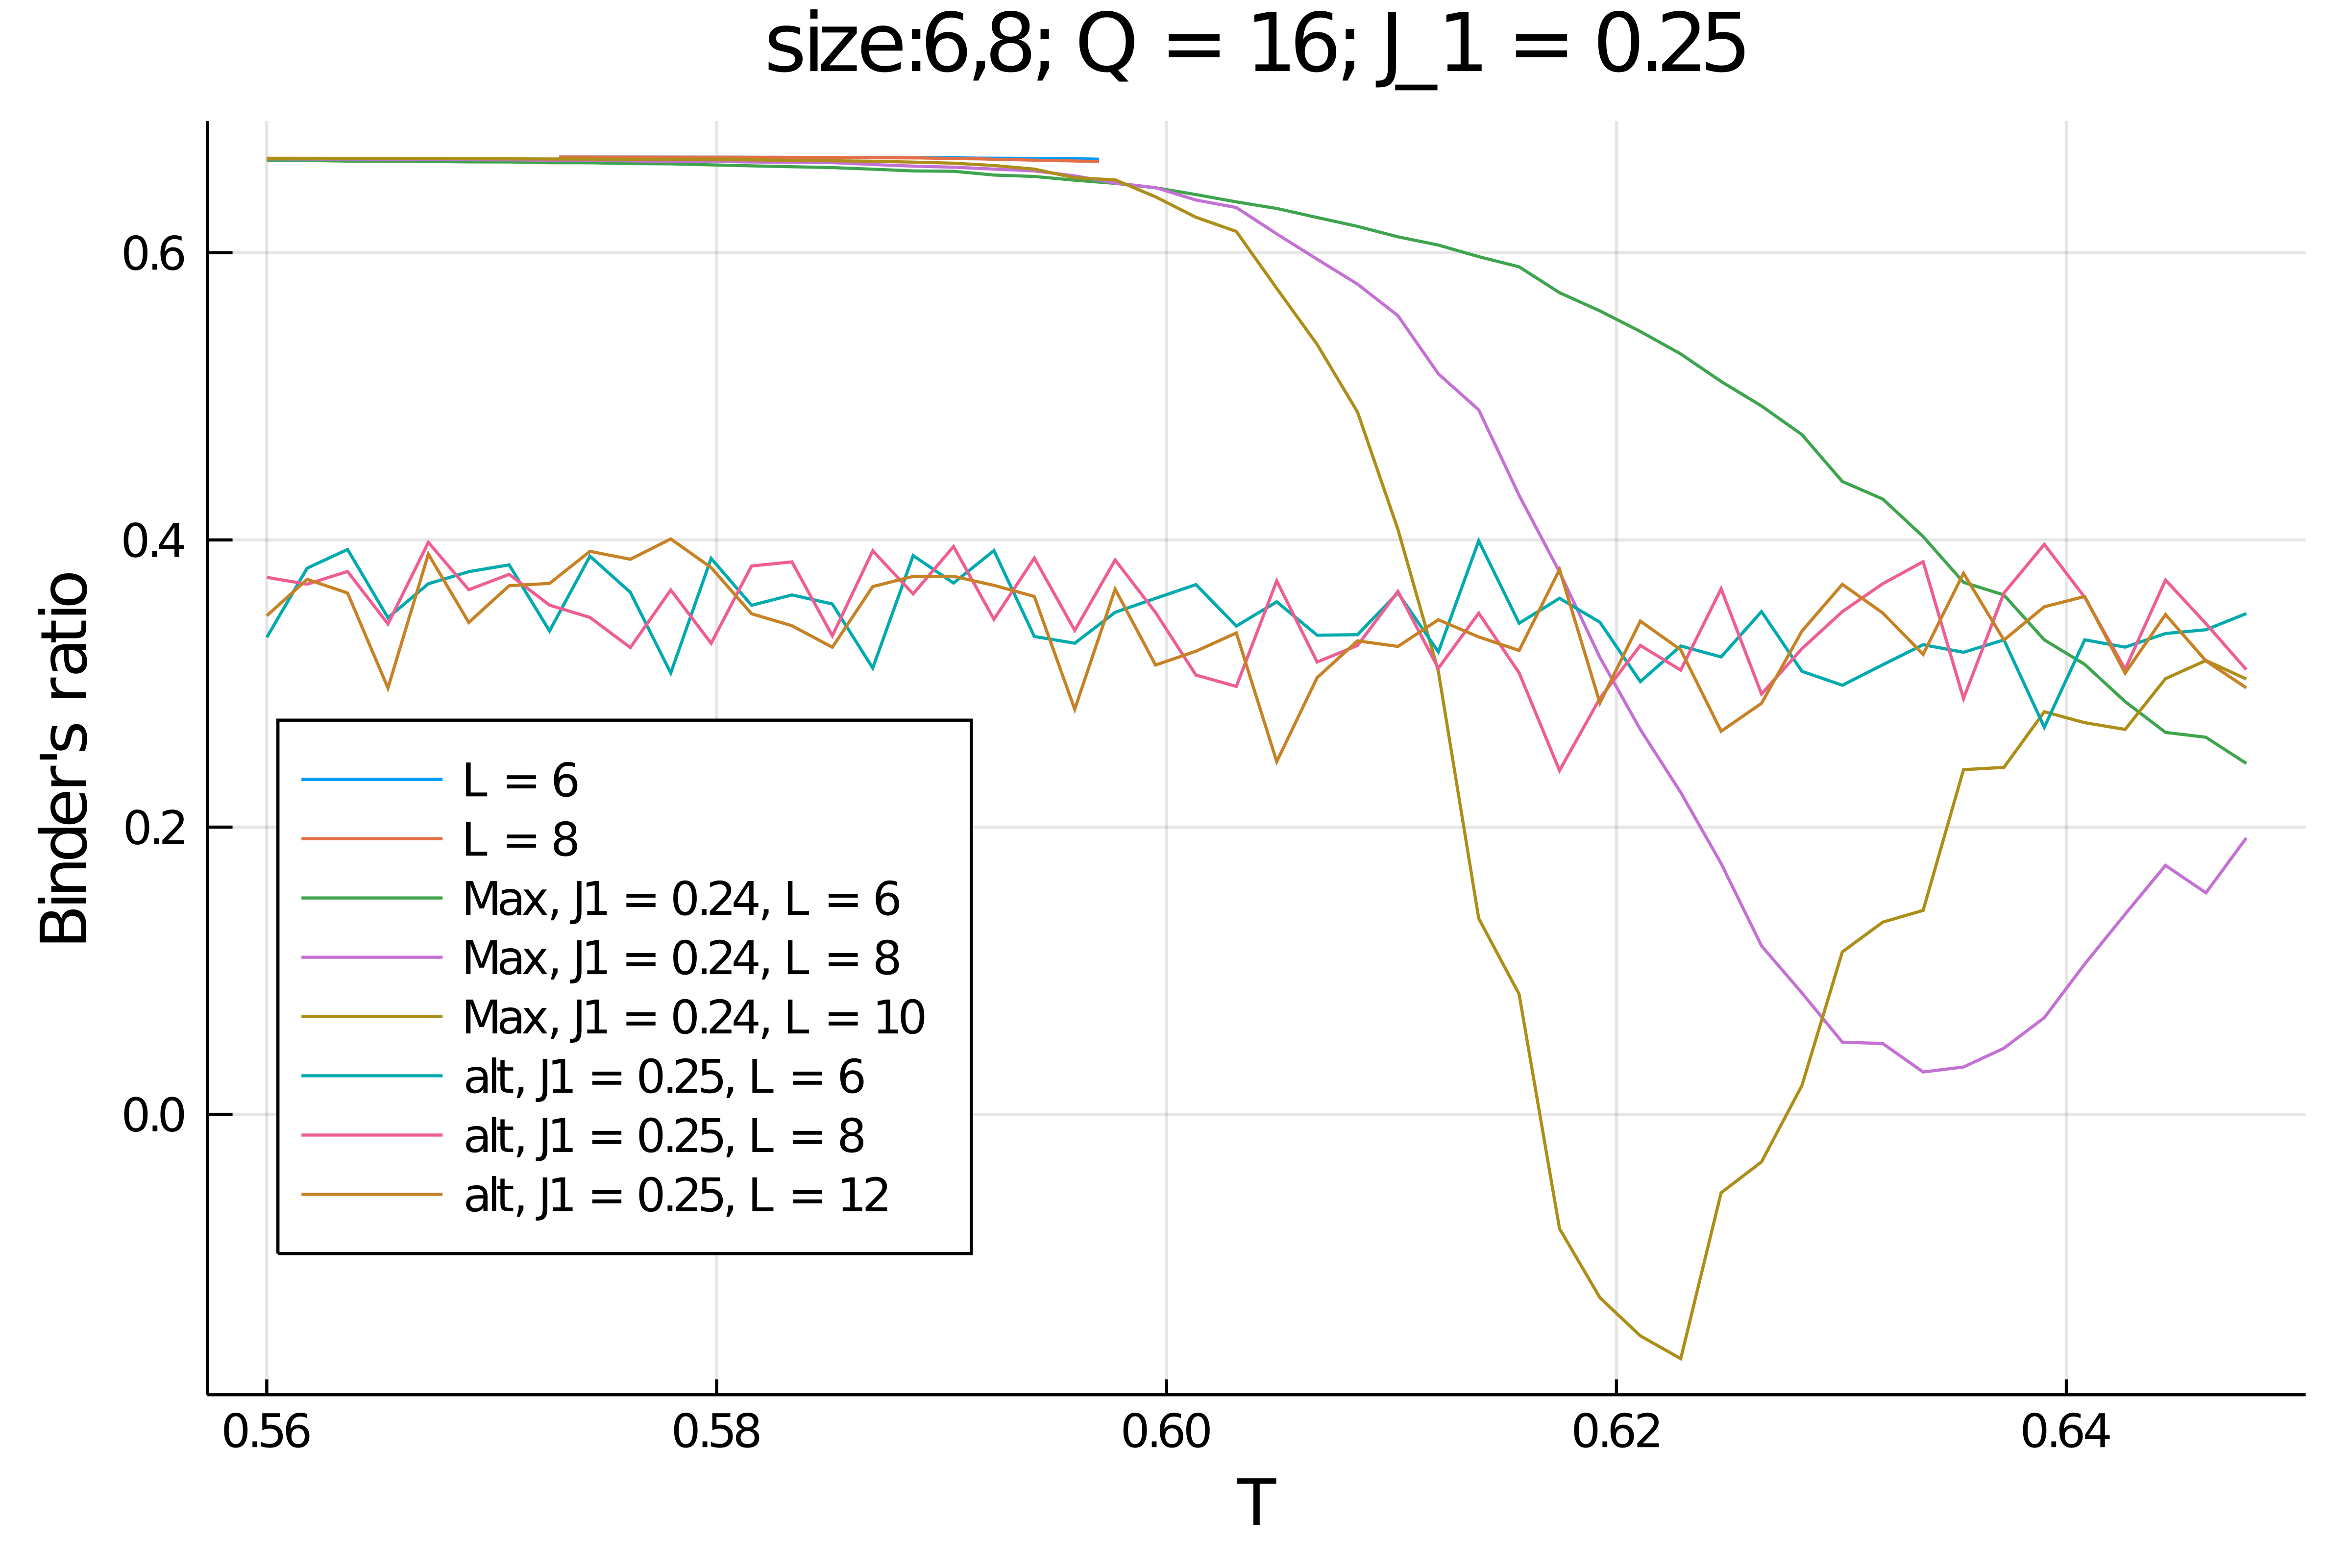 size:6,8; Q = 16; J_1 = 0.25
Binder's ratio
0.6
0.4
0.2
0.0
L = 6
L = 8
Max, J1 = 0.24, L = 6
Max, J1 = 0.24, L = 8
Max, J1 = 0.24, L = 10
alt, J1 = 0.25, L = 6
alt, J1 = 0.25, L = 8
alt, J1 = 0.25, L = 12
0.56 0.58 0.60 0.62 0.64
T